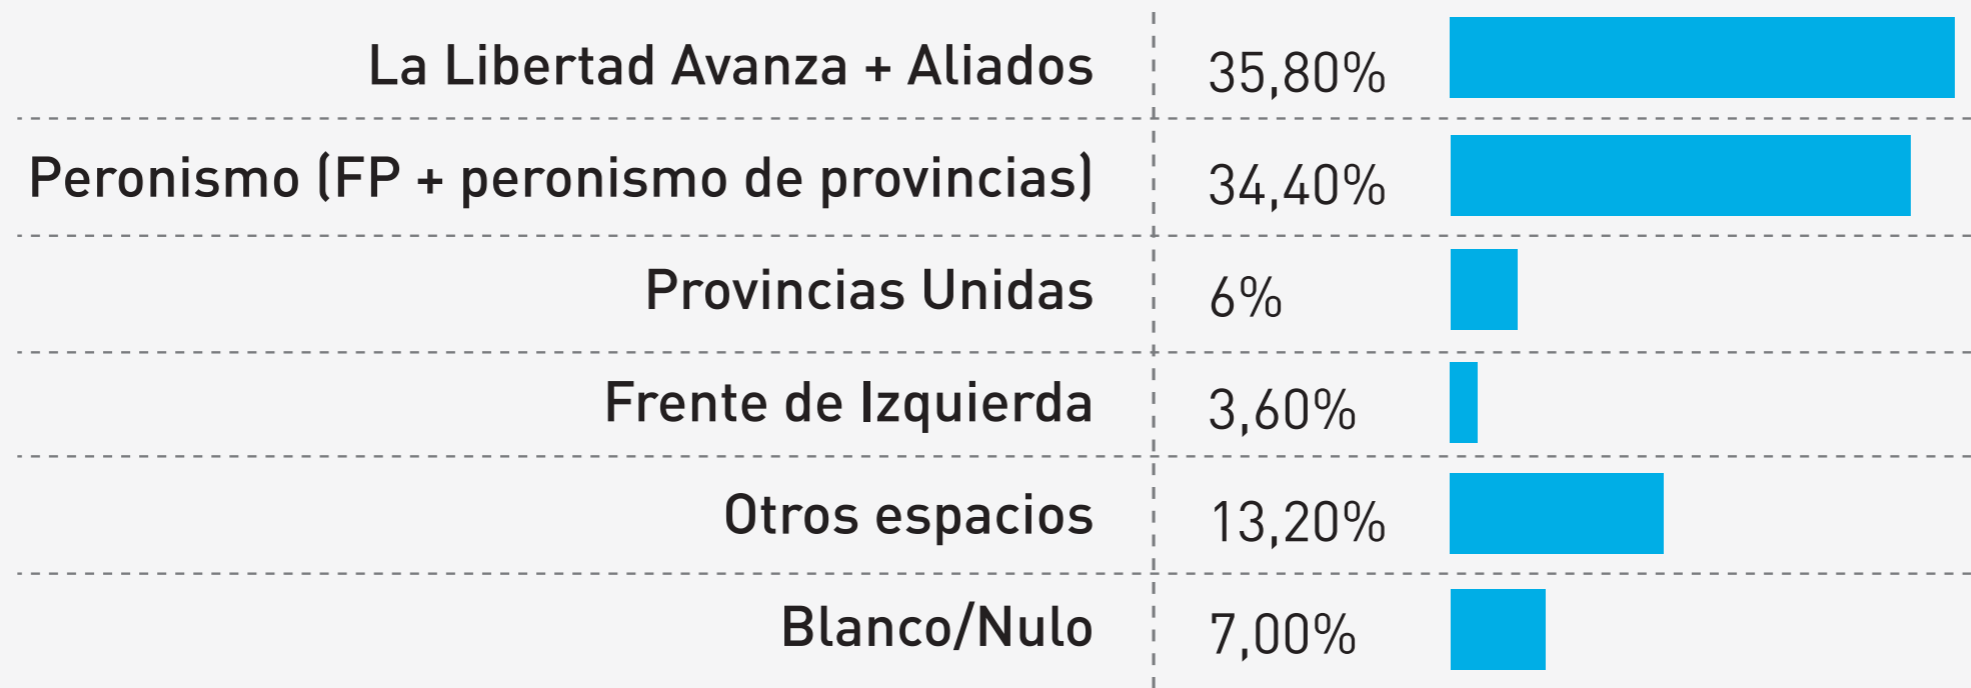 La Libertad Avanza + Aliados 35,80%
Peronismo (FP + peronismo de provincias) 34,40%
Provincias Unidas 6%
Frente de Izquierda 3,60%
Otros espacios 13,20%
Blanco/Nulo 7,00%